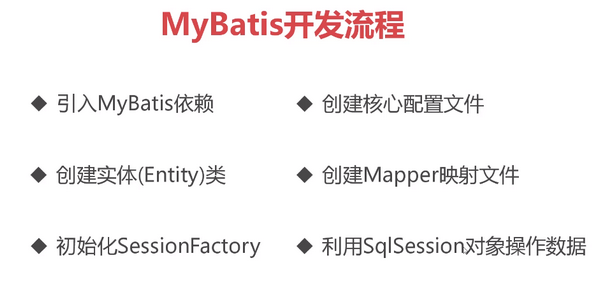 MyBatis开发流程
引入MyBatis依赖
创建核心配置文件
创建实体(Entity)类
创建Mapper映射文件
初始化SessionFactory
利用SqlSession对象操作数据